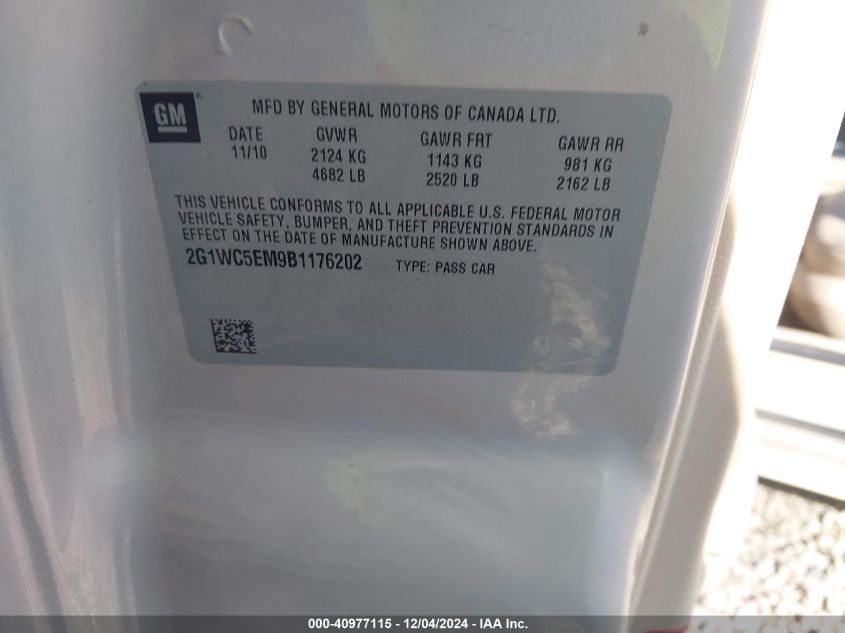 GM ®
MFD BY GENERAL MOTORS OF CANADA LTD.
DATE GVWR GAWR FRT GAWR RR
11/10 2124 KG 1143 KG 981 KG
4682 LB 2520 LB 2162 LB
THIS VEHICLE CONFORMS TO ALL APPLICABLE U.S. FEDERAL MOTOR
VEHICLE SAFETY, BUMPER, AND THEFT PREVENTION STANDARDS IN
EFFECT ON THE DATE OF MANUFACTURE SHOWN ABOVE.
2G1WC5EM9B1176202 TYPE: PASS CAR
000-40977115 - 12/04/2024 - IAA Inc.